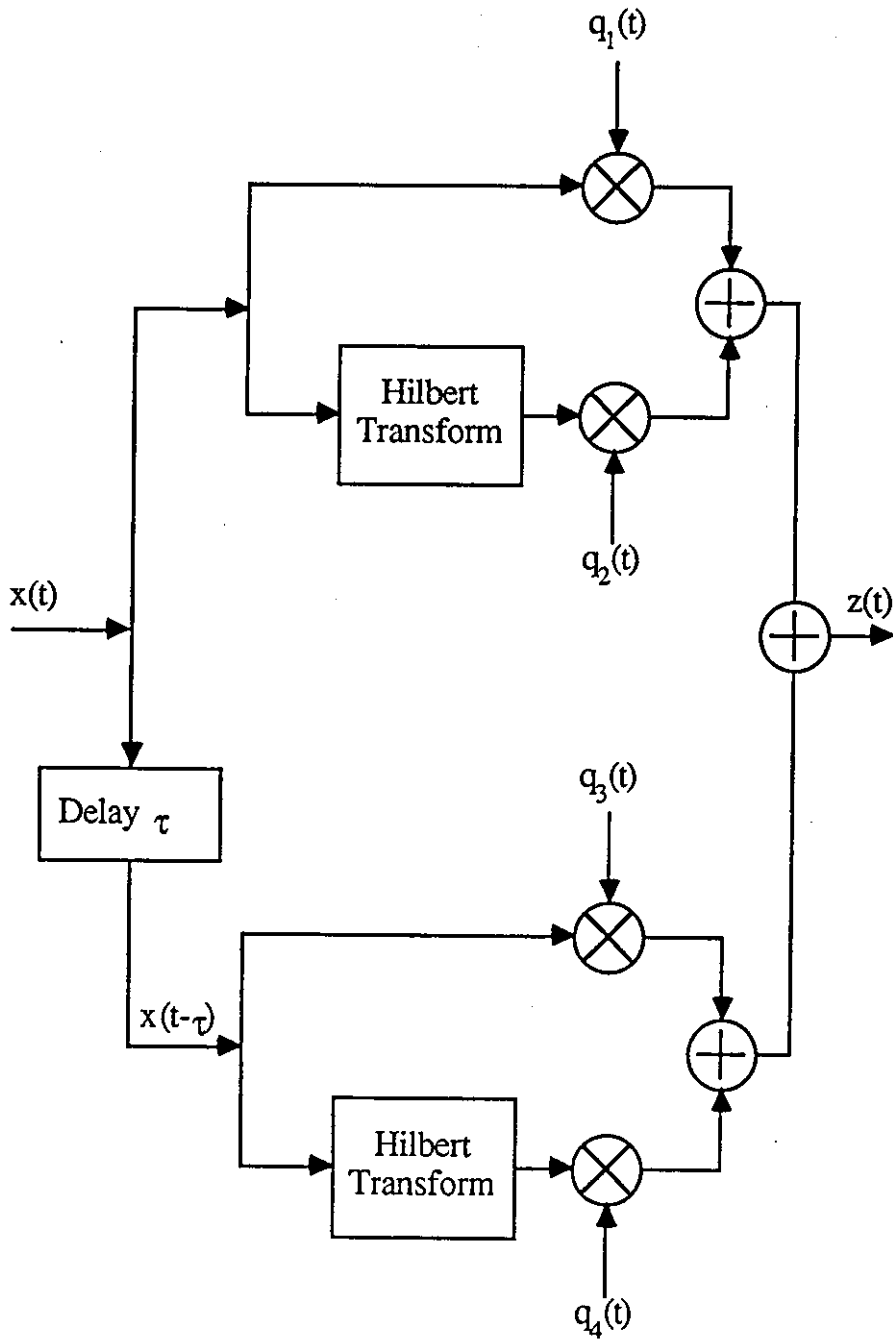 q₁(t)
Hilbert
Transform
q₂(t)
x(t)
z(t)
Delay τ
q₃(t)
x(t-τ)
Hilbert
Transform
q₄(t)